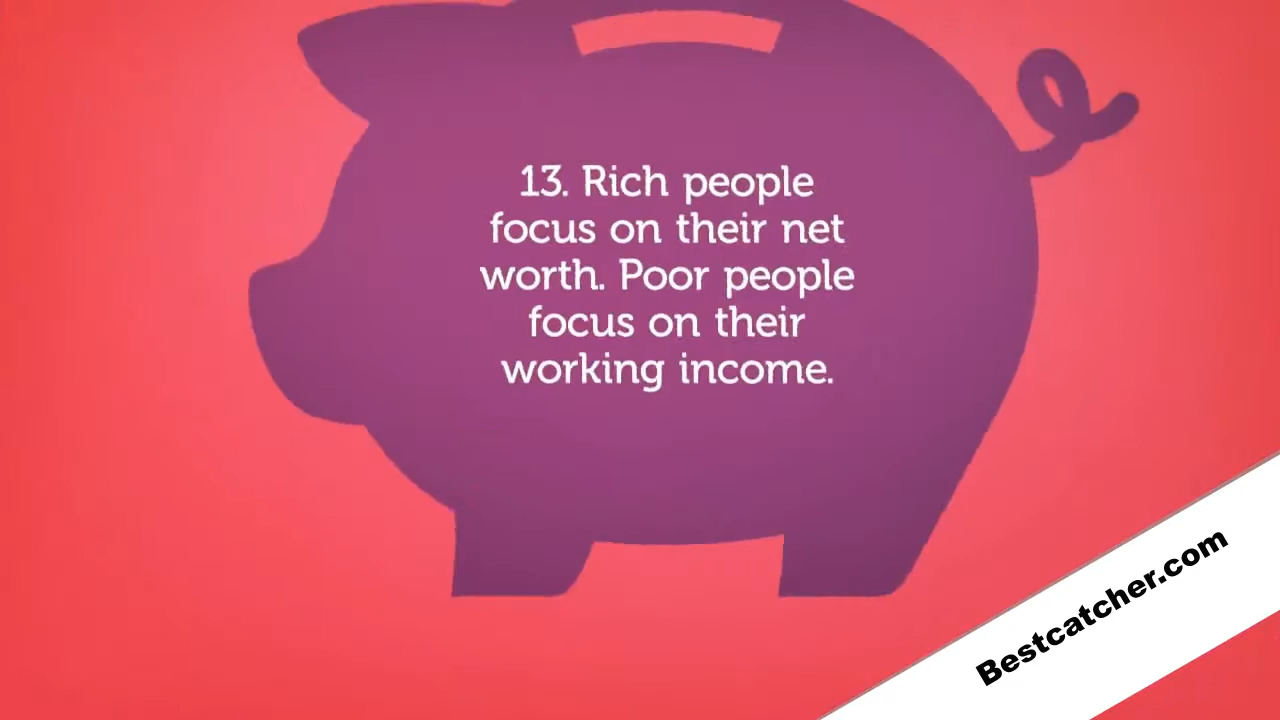 13. Rich people
focus on their net
worth. Poor people
focus on their
working income.
Bestcatcher.com